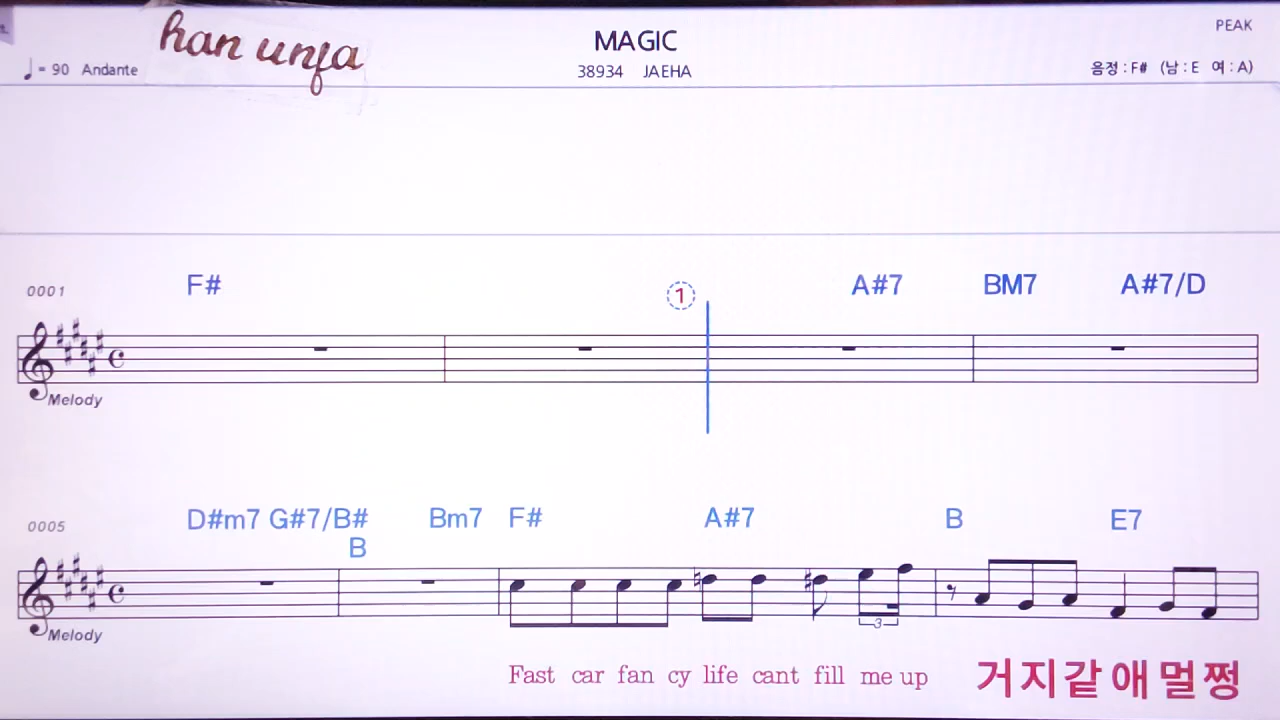 han unfa
MAGIC
PEAK
♩= 90 Andante
38934 JAEHA
음정 : F# (남 : E 여 : A)
F# 1 A#7 BM7 A#7/D
0001
Melody
D#m7 G#7/B# Bm7 F# A#7 B E7
0005
B
Melody
3
Fast car fan cy life cant fill me up 거지같애멀쩡